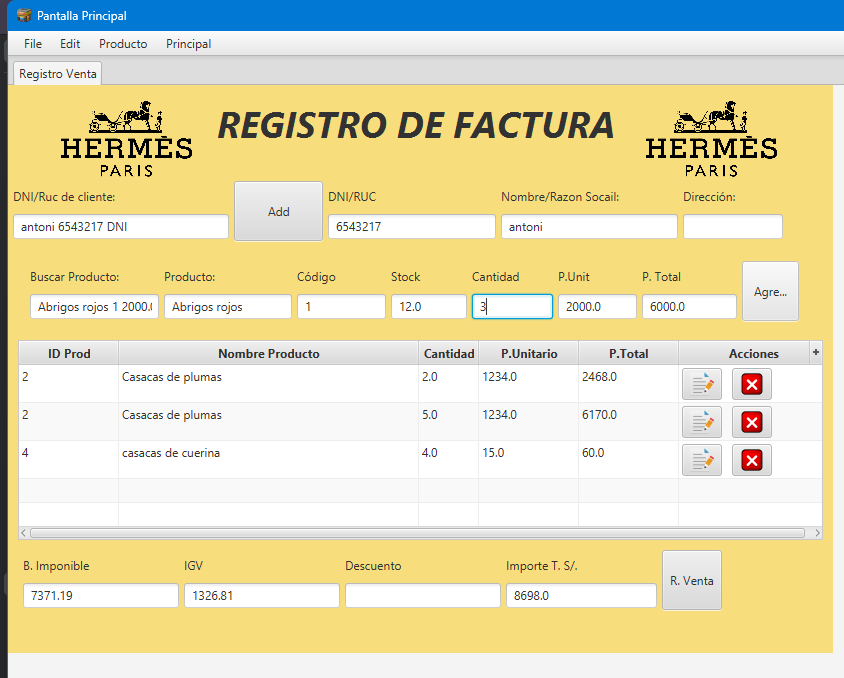 Pantalla Principal
File Edit Producto Principal
Registro Venta
HERMÈS
PARIS
REGISTRO DE FACTURA
HERMÈS
PARIS
DNI/Ruc de cliente: Add DNI/RUC Nombre/Razon Socail: Dirección:
antoni 6543217 DNI 6543217 antoni
Buscar Producto: Producto: Código Stock Cantidad P.Unit P. Total Agre...
Abrigos rojos 1 2000.( Abrigos rojos 1 12.0 3 2000.0 6000.0
ID Prod Nombre Producto Cantidad P.Unitario P.Total Acciones +
2 Casacas de plumas 2.0 1234.0 2468.0
2 Casacas de plumas 5.0 1234.0 6170.0
4 casacas de cuerina 4.0 15.0 60.0
B. Imponible IGV Descuento Importe T. S/. R. Venta
7371.19 1326.81 8698.0